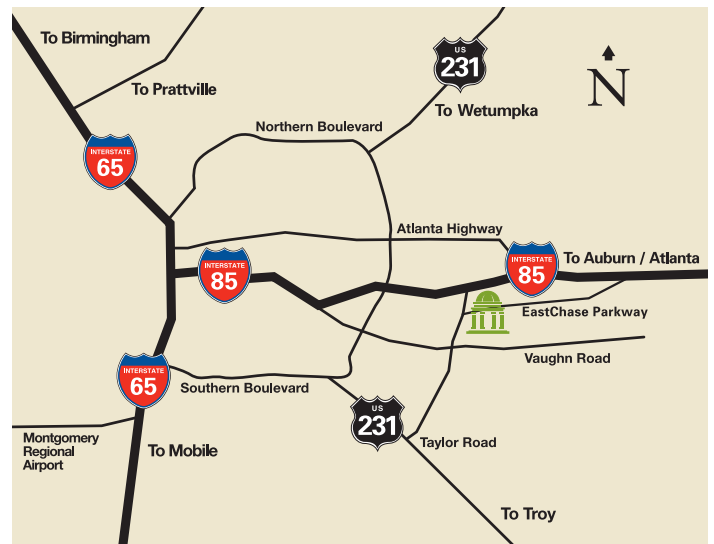 To Birmingham
To Prattville
US
231
To Wetumpka
N
Northern Boulevard
INTERSTATE
65
Atlanta Highway
INTERSTATE
85
INTERSTATE
85
To Auburn / Atlanta
EastChase Parkway
Vaughn Road
INTERSTATE
65
Southern Boulevard
US
231
Taylor Road
Montgomery
Regional
Airport
To Mobile
To Troy